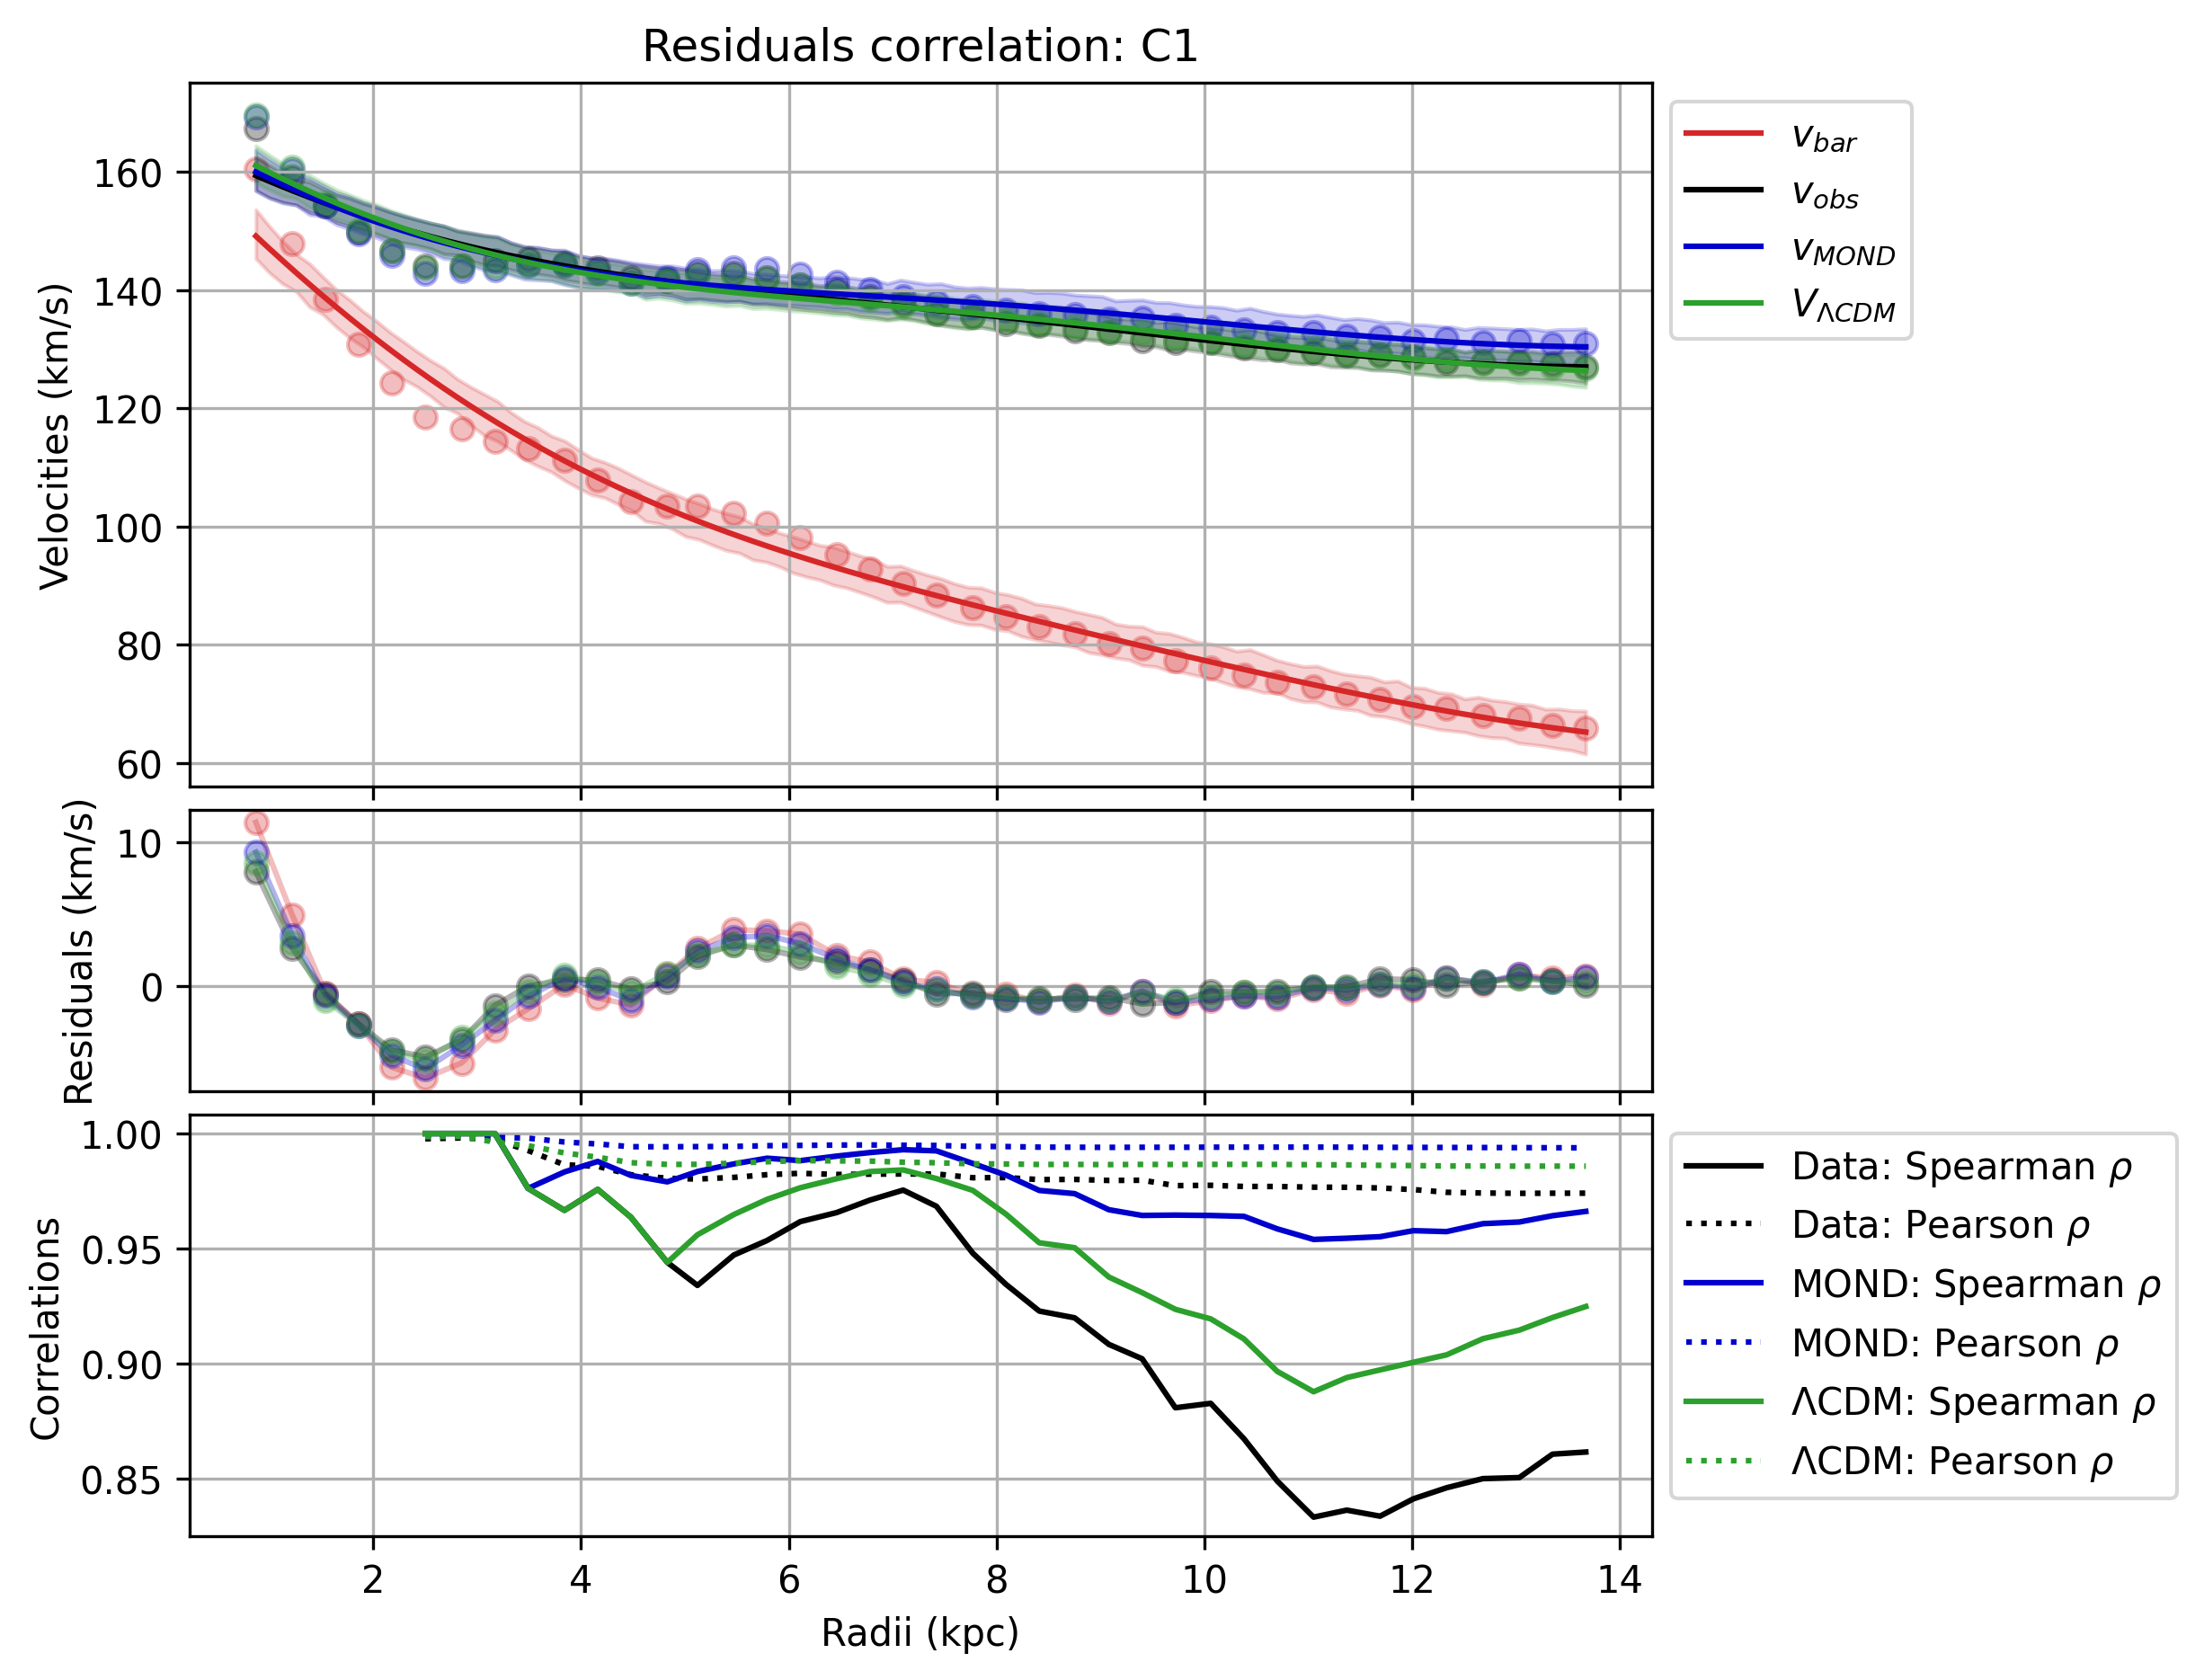 Residuals correlation: C1
Velocities (km/s)
160
140
120
100
80
60
v_bar
v_obs
v_MOND
V_ΛCDM
Residuals (km/s)
10
0
Correlations
1.00
0.95
0.90
0.85
Data: Spearman ρ
Data: Pearson ρ
MOND: Spearman ρ
MOND: Pearson ρ
ΛCDM: Spearman ρ
ΛCDM: Pearson ρ
2 4 6 8 10 12 14
Radii (kpc)